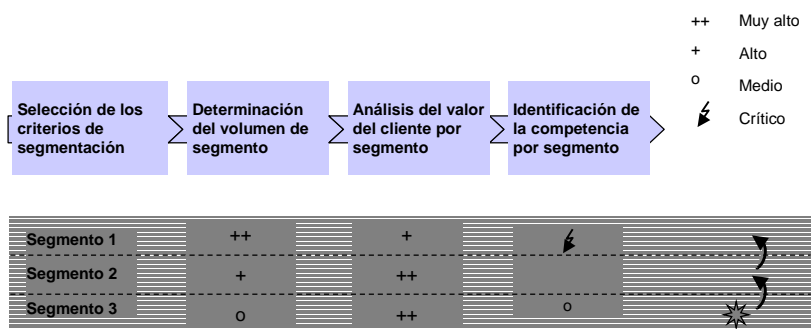 ++ Muy alto
+ Alto
o Medio
Crítico
Selección de los
criterios de
segmentación
Determinación
del volumen de
segmento
Análisis del valor
del cliente por
segmento
Identificación de
la competencia
por segmento
Segmento 1 ++ +
Segmento 2 + ++
Segmento 3 o ++ o